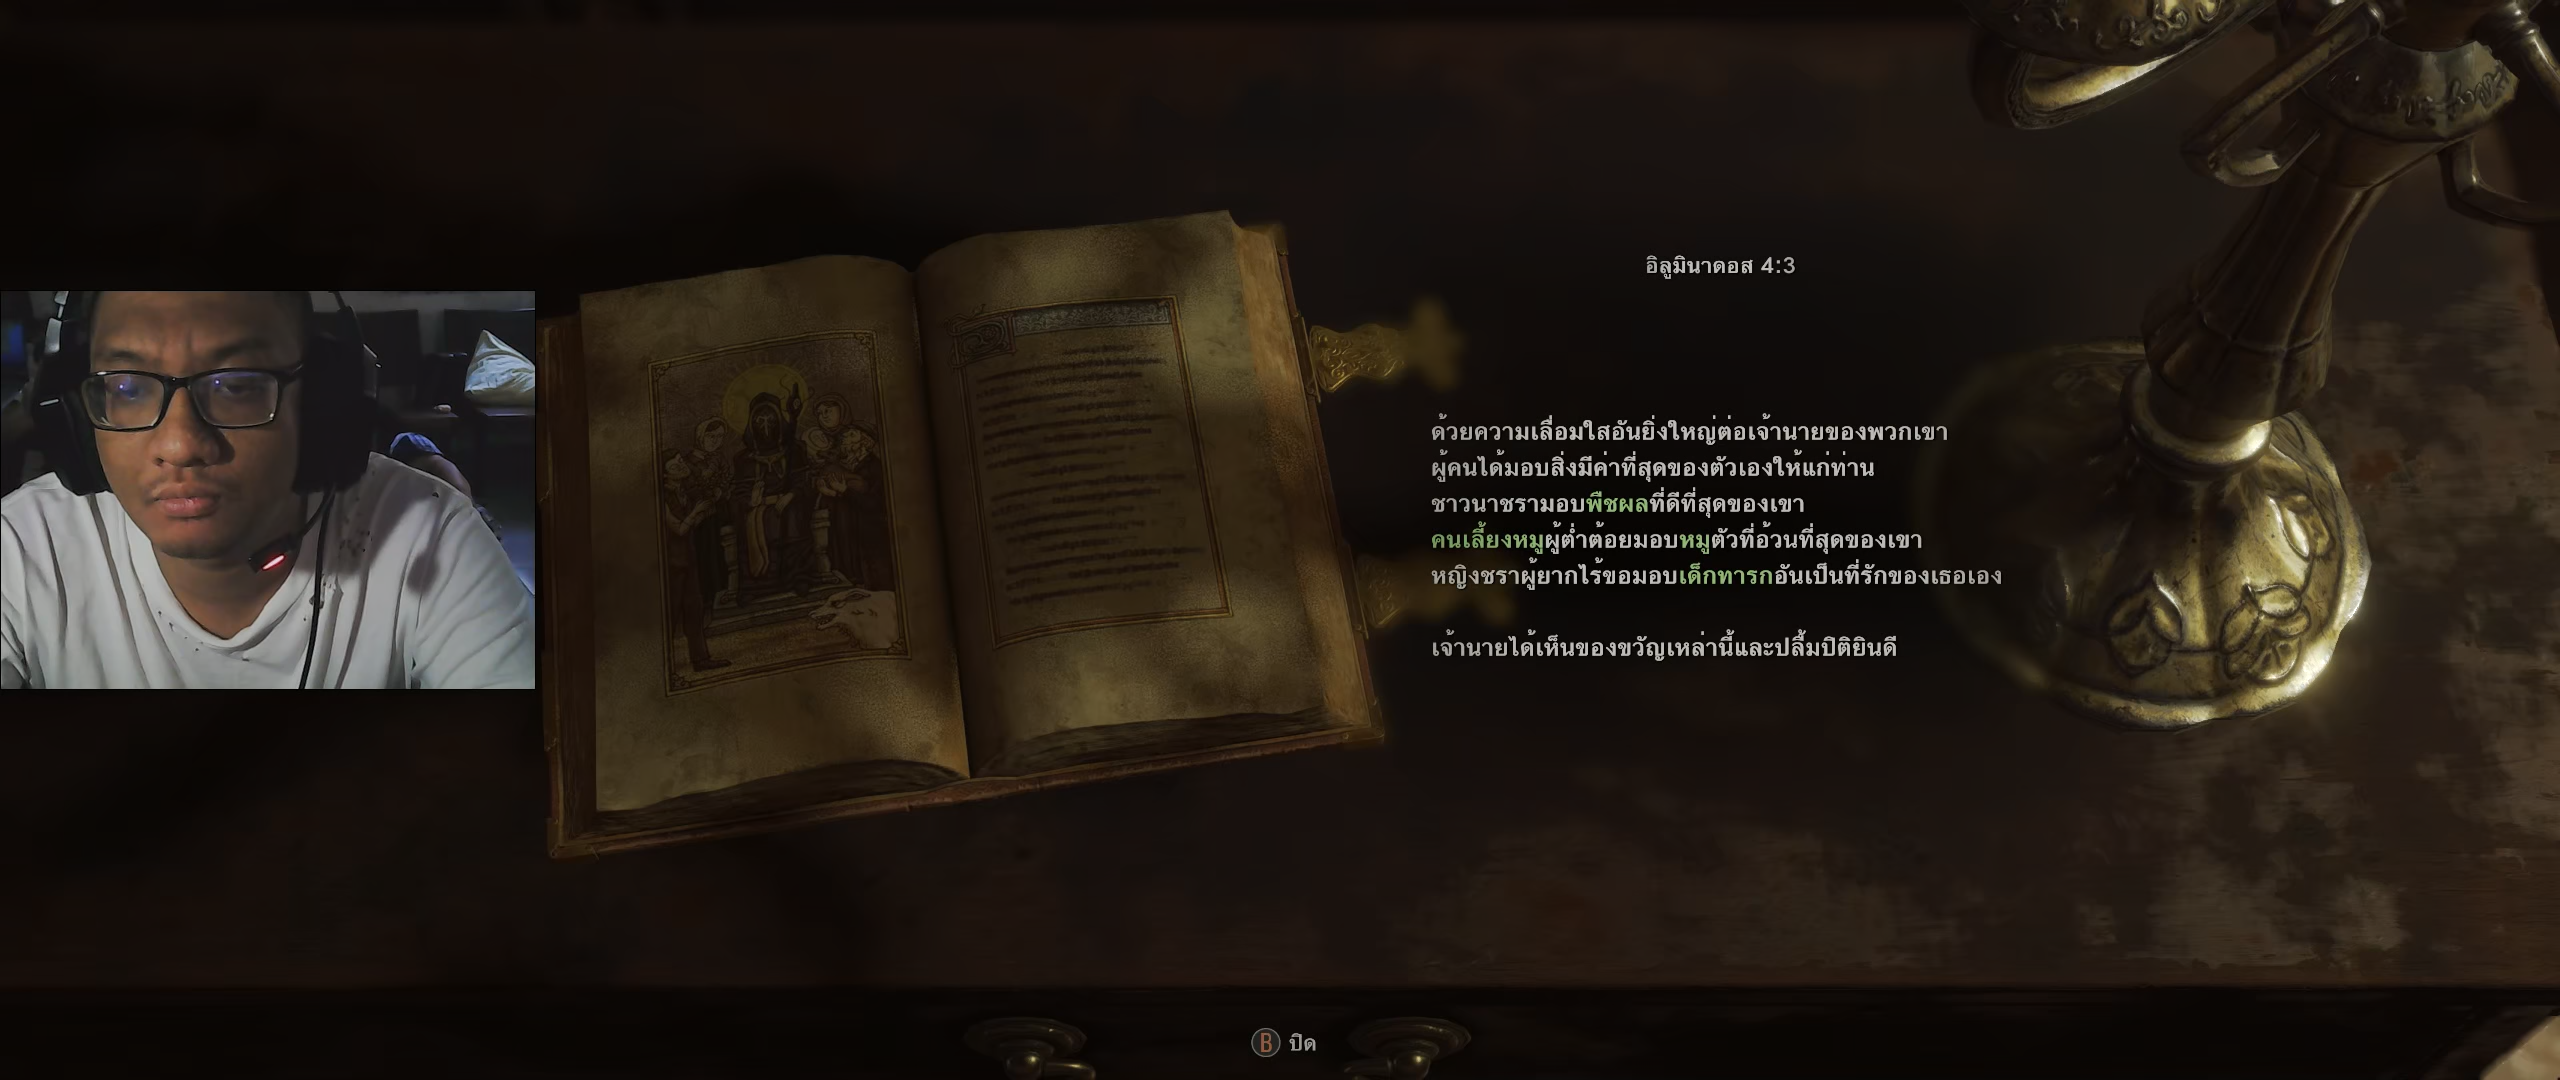 อิลูมินาดอส 4:3
ด้วยความเลื่อมใสอันยิ่งใหญ่ต่อเจ้านายของพวกเขา
ผู้คนได้มอบสิ่งมีค่าที่สุดของตัวเองให้แก่ท่าน
ชาวนาชรามอบพืชผลที่ดีที่สุดของเขา
คนเลี้ยงหมูผู้ต่ำต้อยมอบหมูตัวที่อ้วนที่สุดของเขา
หญิงชราผู้ยากไร้ขอมอบเด็กทารกอันเป็นที่รักของเธอเอง
เจ้านายได้เห็นของขวัญเหล่านี้และปลื้มปิติยินดี
B ปิด